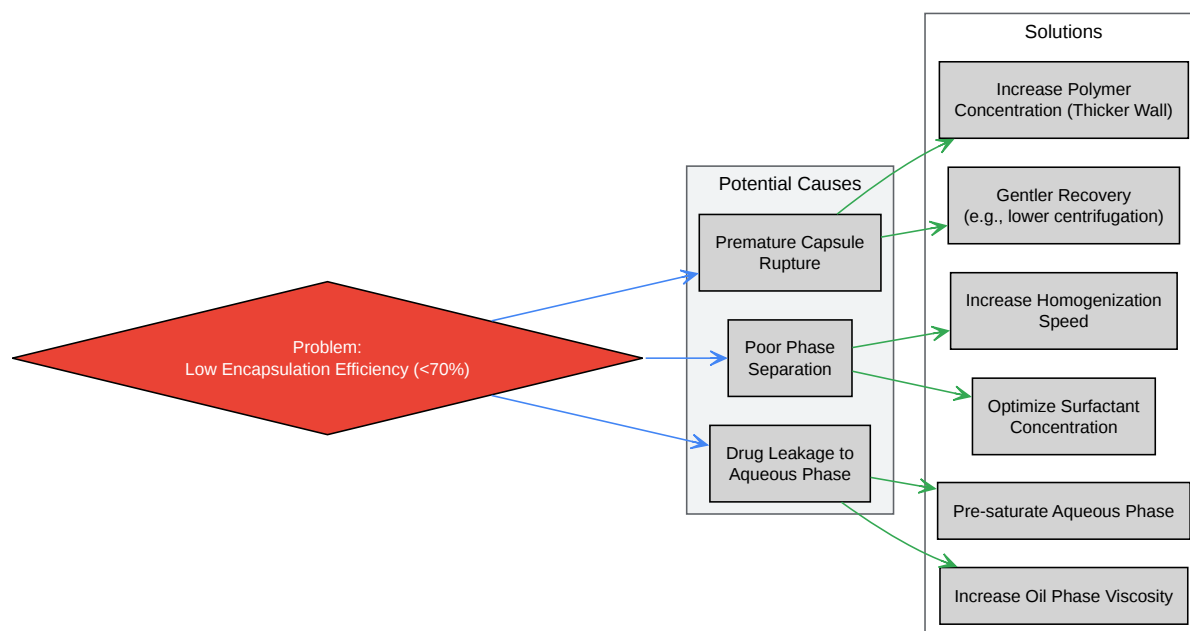 Problem:
Low Encapsulation Efficiency (<70%)
Potential Causes
Premature Capsule
Rupture
Poor Phase
Separation
Drug Leakage to
Aqueous Phase
Solutions
Increase Polymer
Concentration (Thicker Wall)
Gentler Recovery
(e.g., lower centrifugation)
Increase Homogenization
Speed
Optimize Surfactant
Concentration
Pre-saturate Aqueous Phase
Increase Oil Phase Viscosity